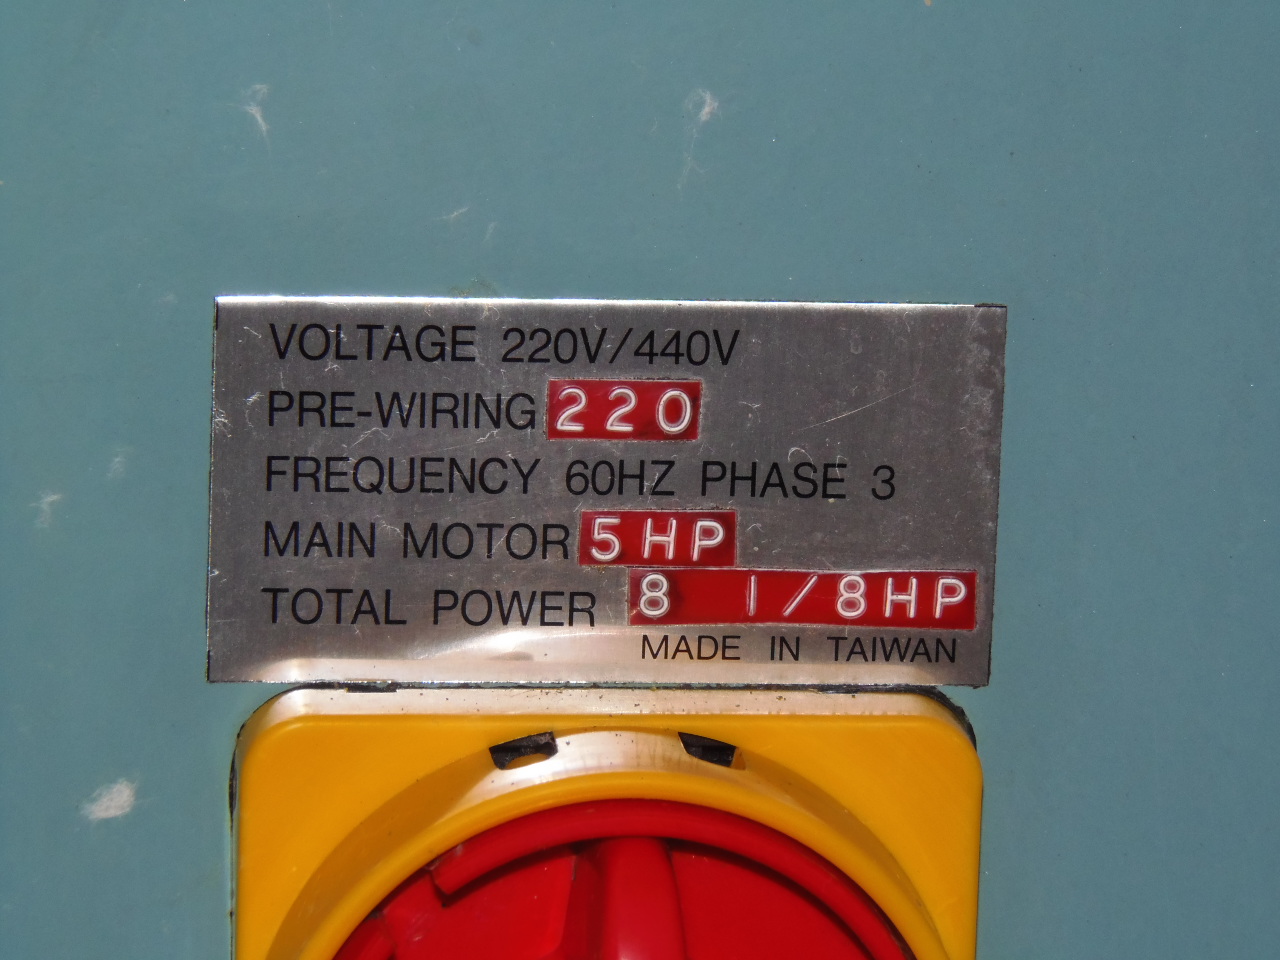 VOLTAGE 220V/440V
PRE-WIRING 220
FREQUENCY 60HZ PHASE 3
MAIN MOTOR 5HP
TOTAL POWER 8 1/8HP
MADE IN TAIWAN